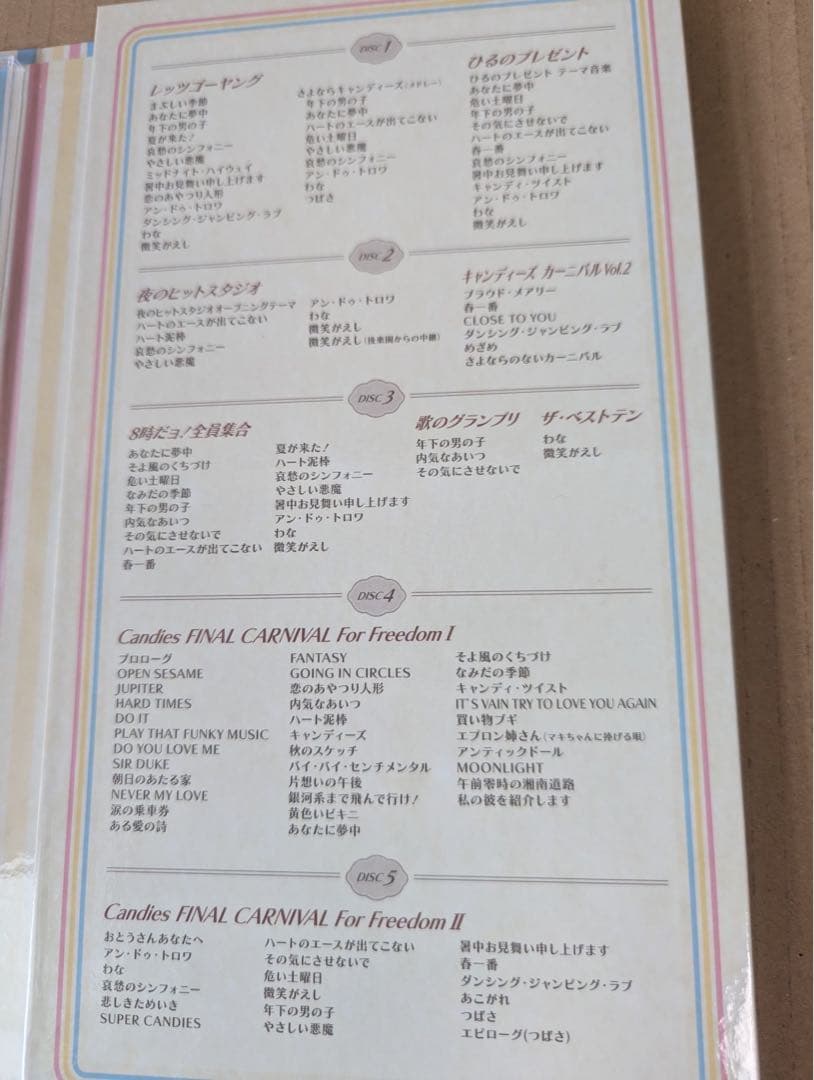 DISC 1
レッツゴーヤング
まぶしい季節
あなたに夢中
年下の男の子
夏が来た!
哀愁のシンフォニー
やさしい悪魔
ミッドナイト・ハイウェイ
暑中お見舞い申し上げます
恋のあやつり人形
アン・ドゥ・トロワ
ダンシング・ジャンピング・ラブ
わな
微笑がえし
さよならキャンディーズ(メドレー)
年下の男の子
あなたに夢中
ハートのエースが出てこない
危い土曜日
やさしい悪魔
哀愁のシンフォニー
アン・ドゥ・トロワ
わな
つばさ
ひるのプレゼント
ひるのプレゼント テーマ音楽
あなたに夢中
危い土曜日
年下の男の子
その気にさせないで
ハートのエースが出てこない
春一番
哀愁のシンフォニー
暑中お見舞い申し上げます
キャンディ・ツイスト
アン・ドゥ・トロワ
わな
微笑がえし
DISC 2
夜のヒットスタジオ
夜のヒットスタジオオープニングテーマ
ハートのエースが出てこない
ハート泥棒
哀愁のシンフォニー
やさしい悪魔
アン・ドゥ・トロワ
わな
微笑がえし
微笑がえし(後楽園からの中継)
キャンディーズ カーニバル Vol.2
プラウド・メアリー
春一番
CLOSE TO YOU
ダンシング・ジャンピング・ラブ
めざめ
さよならのないカーニバル
DISC 3
8時だョ!全員集合
あなたに夢中
そよ風のくちづけ
危い土曜日
なみだの季節
年下の男の子
内気なあいつ
その気にさせないで
ハートのエースが出てこない
春一番
夏が来た!
ハート泥棒
哀愁のシンフォニー
やさしい悪魔
暑中お見舞い申し上げます
アン・ドゥ・トロワ
わな
微笑がえし
歌のグランプリ
年下の男の子
内気なあいつ
その気にさせないで
ザ・ベストテン
わな
微笑がえし
DISC 4
Candies FINAL CARNIVAL For Freedom I
プロローグ
OPEN SESAME
JUPITER
HARD TIMES
DO IT
PLAY THAT FUNKY MUSIC
DO YOU LOVE ME
SIR DUKE
朝日のあたる家
NEVER MY LOVE
涙の乗車券
ある愛の詩
FANTASY
GOING IN CIRCLES
恋のあやつり人形
内気なあいつ
ハート泥棒
キャンディーズ
秋のスケッチ
バイ・バイ・センチメンタル
片想いの午後
銀河系まで飛んで行け!
黄色いビキニ
あなたに夢中
そよ風のくちづけ
なみだの季節
キャンディ・ツイスト
IT'S VAIN TRY TO LOVE YOU AGAIN
買い物ブギ
エプロン姉さん(マキちゃんに捧げる唄)
アンティックドール
MOONLIGHT
午前零時の湘南道路
私の彼を紹介します
DISC 5
Candies FINAL CARNIVAL For Freedom II
おとうさんあなたへ
アン・ドゥ・トロワ
わな
哀愁のシンフォニー
悲しきためいき
SUPER CANDIES
ハートのエースが出てこない
その気にさせないで
危い土曜日
微笑がえし
年下の男の子
やさしい悪魔
暑中お見舞い申し上げます
春一番
ダンシング・ジャンピング・ラブ
あこがれ
つばさ
エピローグ(つばさ)